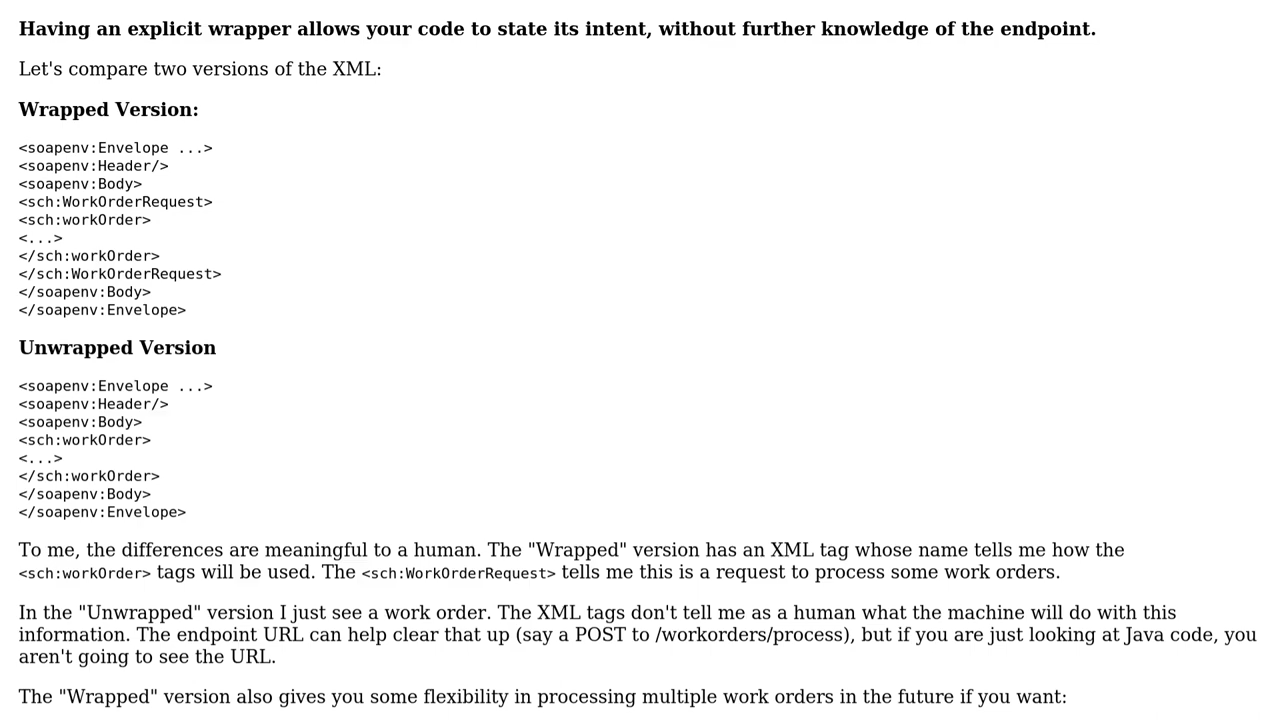 Having an explicit wrapper allows your code to state its intent, without further knowledge of the endpoint.
Let's compare two versions of the XML:
Wrapped Version:
<soapenv:Envelope ...>
<soapenv:Header/>
<soapenv:Body>
<sch:WorkOrderRequest>
<sch:workOrder>
<...>
</sch:workOrder>
</sch:WorkOrderRequest>
</soapenv:Body>
</soapenv:Envelope>
Unwrapped Version
<soapenv:Envelope ...>
<soapenv:Header/>
<soapenv:Body>
<sch:workOrder>
<...>
</sch:workOrder>
</soapenv:Body>
</soapenv:Envelope>
To me, the differences are meaningful to a human. The "Wrapped" version has an XML tag whose name tells me how the
<sch:workOrder> tags will be used. The <sch:WorkOrderRequest> tells me this is a request to process some work orders.
In the "Unwrapped" version I just see a work order. The XML tags don't tell me as a human what the machine will do with this
information. The endpoint URL can help clear that up (say a POST to /workorders/process), but if you are just looking at Java code, you
aren't going to see the URL.
The "Wrapped" version also gives you some flexibility in processing multiple work orders in the future if you want: